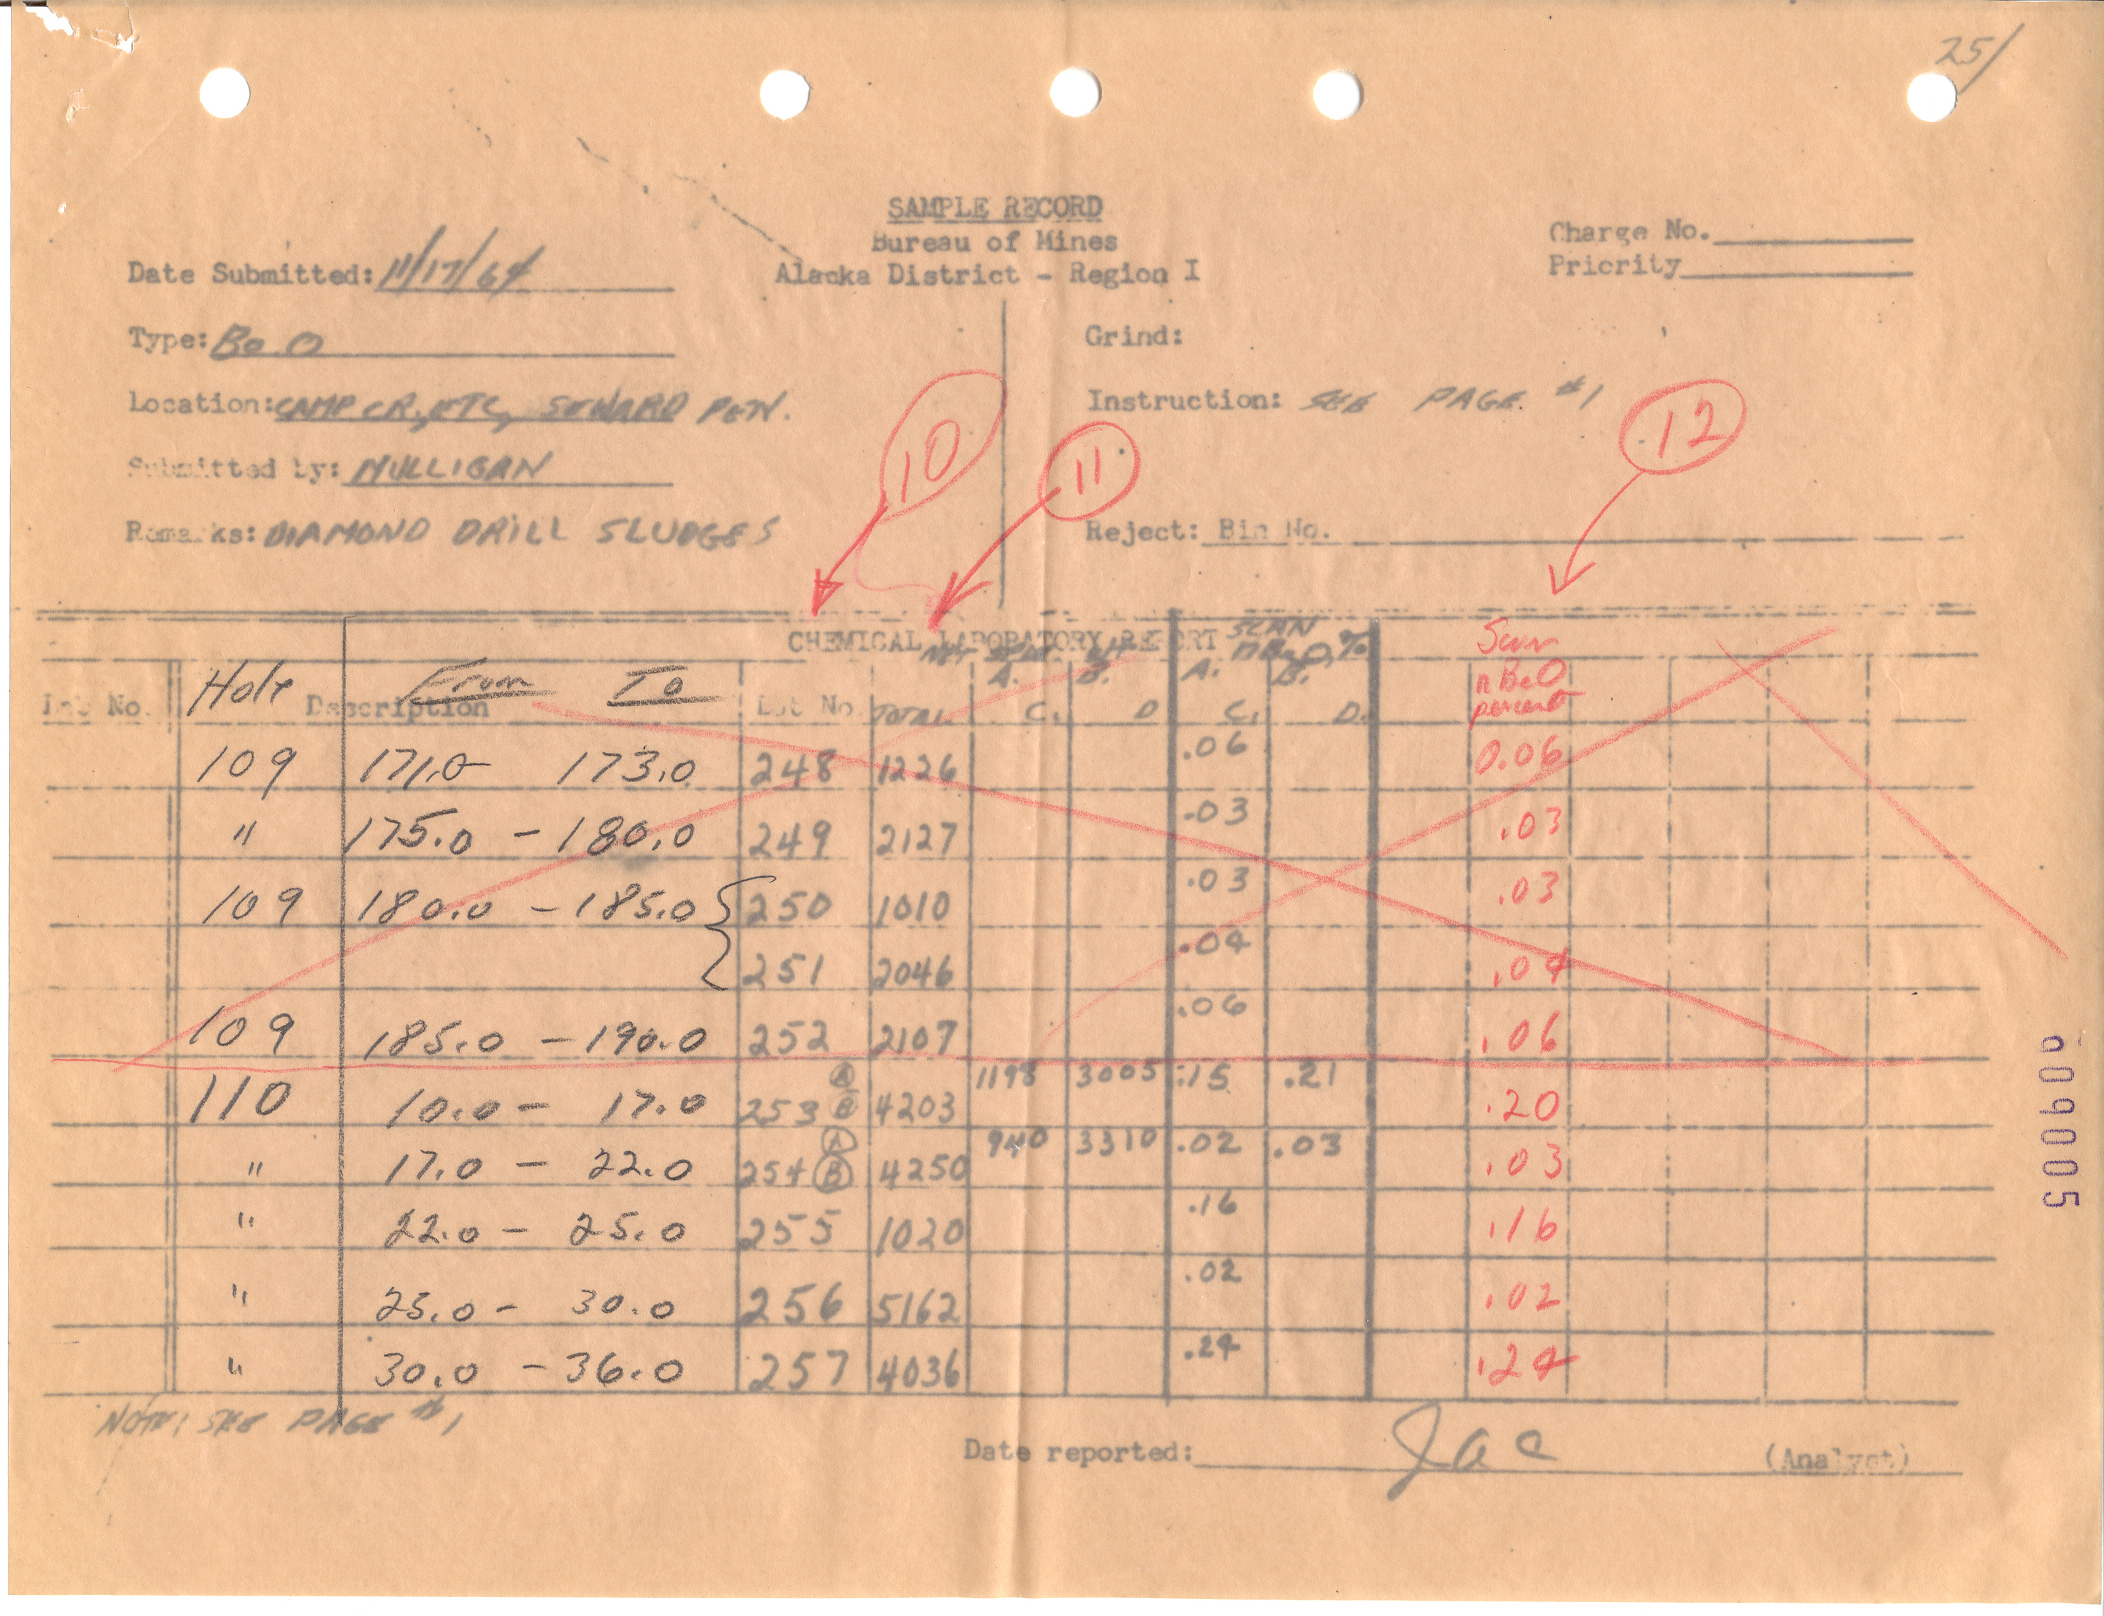 25/
SAMPLE RECORD
Bureau of Mines
Alaska District - Region I
Charge No.
Priority
Date Submitted: 11/17/64
Type: BeO
Grind:
Location: CAMP CR, ETC, SEWARD PEN.
Instruction: SEE PAGE #1
10
11
12
Submitted by: MULLIGAN
Remarks: DIAMOND DRILL SLUDGES
Reject: Bin No.
CHEMICAL LABORATORY REPORT
SCAN
n BeO, %
A. B. A. B.
Lab No. Hole Description From To Lot No TOTAL C. D C. D. n BeO percent
109 171.0 173.0 248 1226 .06 0.06
" 175.0 - 180.0 249 2127 .03 .03
109 180.0 - 185.0 { 250 1010 .03 .03
251 2046 .04 .04
109 185.0 - 190.0 252 2107 .06 .06
110 10.0 - 17.0 253 A B 4203 1198 3005 .15 .21 .20
" 17.0 - 22.0 254 A B 4250 940 3310 .02 .03 .03
" 22.0 - 25.0 255 1020 .16 .16
" 25.0 - 30.0 256 5162 .02 .02
" 30.0 - 36.0 257 4036 .24 .24
NOTE: SEE PAGE #1
Date reported: (Analyst)
009005